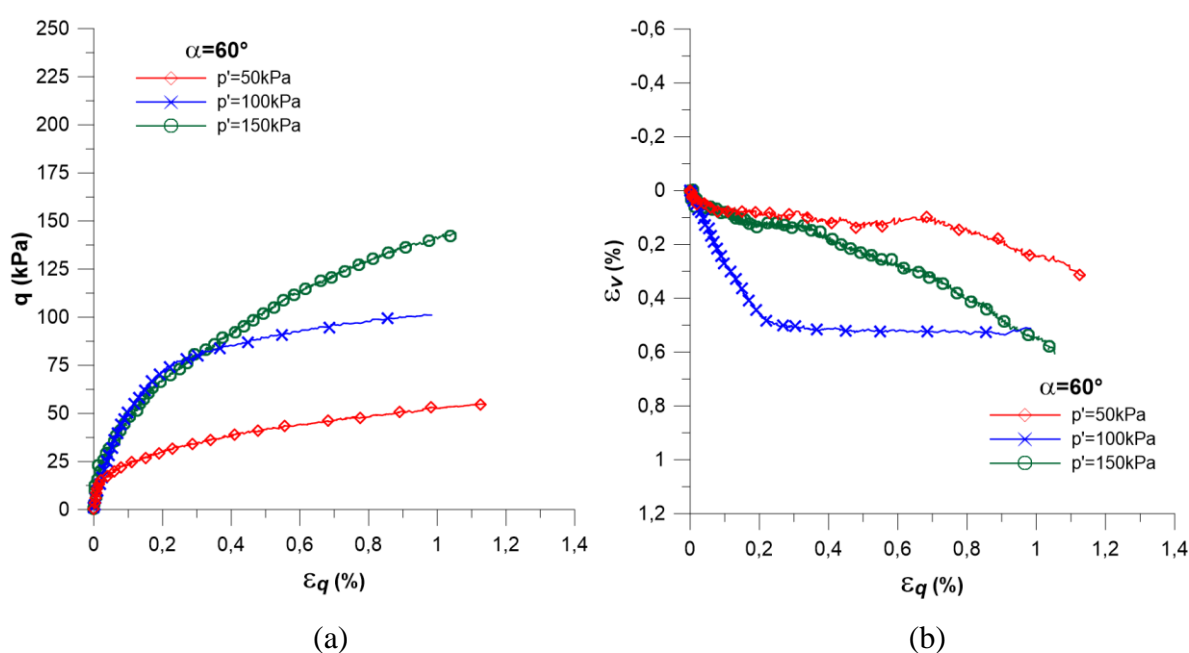 α=60°
p'=50kPa
p'=100kPa
p'=150kPa
q (kPa)
250
225
200
175
150
125
100
75
50
25
0
0 0,2 0,4 0,6 0,8 1 1,2 1,4
εq (%)
(a)
εv (%)
-0,6
-0,4
-0,2
0
0,2
0,4
0,6
0,8
1
1,2
α=60°
p'=50kPa
p'=100kPa
p'=150kPa
0 0,2 0,4 0,6 0,8 1 1,2 1,4
εq (%)
(b)